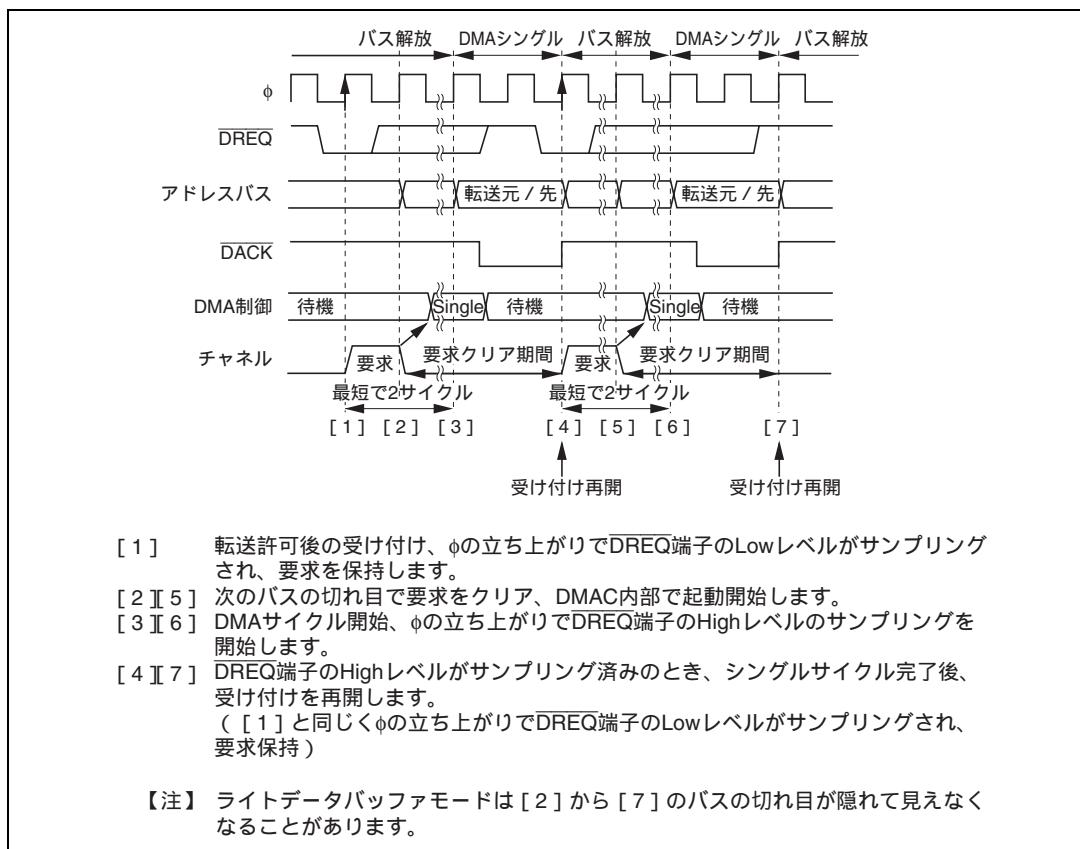 バス解放 DMAシングル バス解放 DMAシングル バス解放
φ
DREQ
アドレスバス 転送元 / 先 転送元 / 先
DACK
DMA制御 待機 Single 待機 Single 待機
チャネル 要求 要求クリア期間 要求 要求クリア期間
最短で2サイクル 最短で2サイクル
[1] [2] [3] [4] [5] [6] [7]
受け付け再開 受け付け再開
[1] 転送許可後の受け付け、φの立ち上がりでDREQ端子のLowレベルがサンプリング
され、要求を保持します。
[2][5] 次のバスの切れ目で要求をクリア、DMAC内部で起動開始します。
[3][6] DMAサイクル開始、φの立ち上がりでDREQ端子のHighレベルのサンプリングを
開始します。
[4][7] DREQ端子のHighレベルがサンプリング済みのとき、シングルサイクル完了後、
受け付けを再開します。
([1]と同じくφの立ち上がりでDREQ端子のLowレベルがサンプリングされ、
要求保持)
【注】 ライトデータバッファモードは[2]から[7]のバスの切れ目が隠れて見えなく
なることがあります。